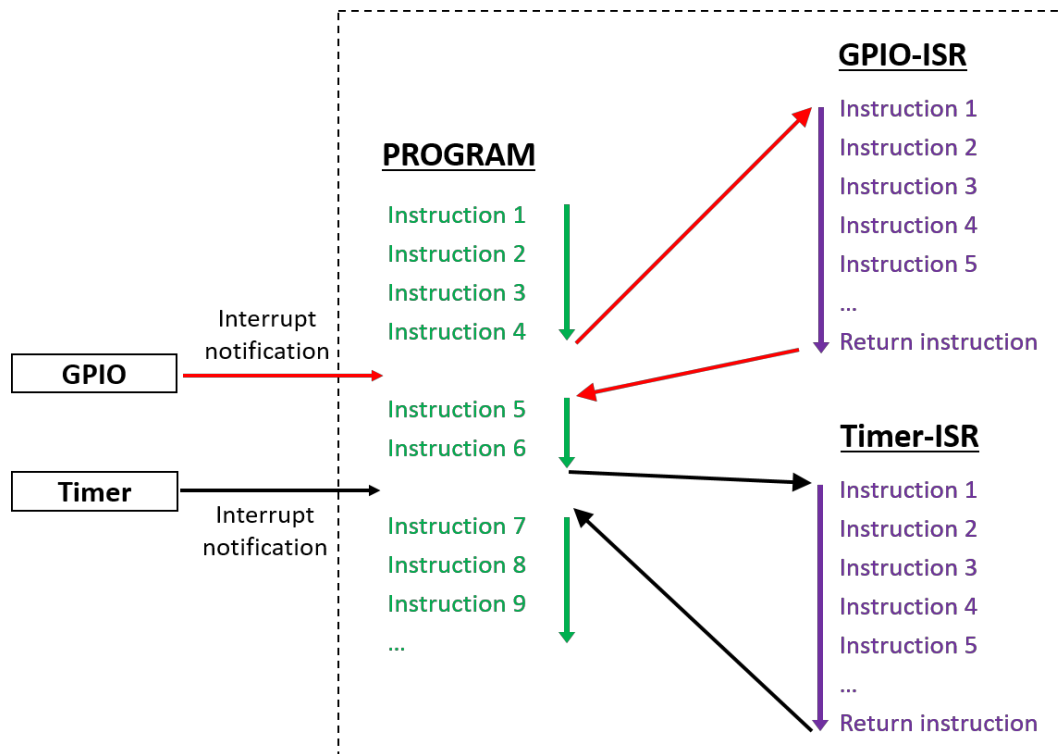 GPIO-ISR
Instruction 1
Instruction 2
Instruction 3
Instruction 4
Instruction 5
...
Return instruction
PROGRAM
Instruction 1
Instruction 2
Instruction 3
Instruction 4
Interrupt
notification
GPIO
Instruction 5
Instruction 6
Timer
Interrupt
notification
Instruction 7
Instruction 8
Instruction 9
...
Timer-ISR
Instruction 1
Instruction 2
Instruction 3
Instruction 4
Instruction 5
...
Return instruction